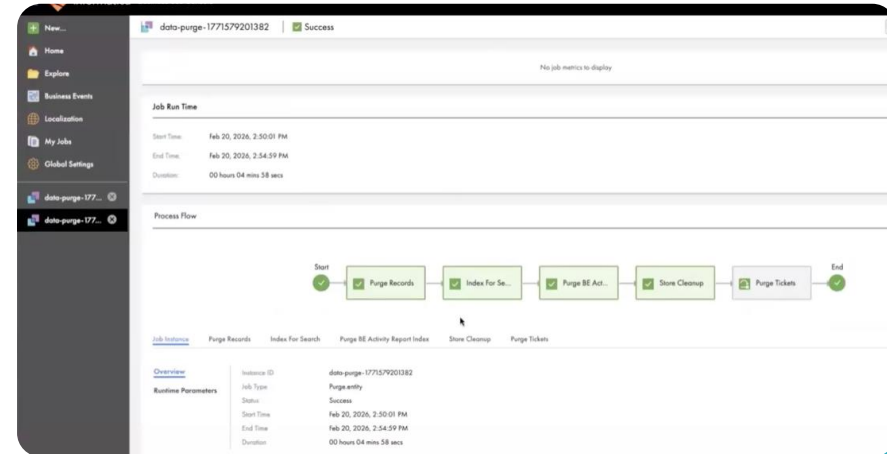 New...
Home
Explore
Business Events
Localization
My Jobs
Global Settings
data-purge-177...
data-purge-177...
data-purge-1771579201382
Success
No job metrics to display
Job Run Time
Start Time: Feb 20, 2026, 2:50:01 PM
End Time: Feb 20, 2026, 2:54:59 PM
Duration: 00 hours 04 mins 58 secs
Process Flow
Start
Purge Records
Index For Se...
Purge BE Act...
Store Cleanup
Purge Tickets
End
Job Instance Purge Records Index For Search Purge BE Activity Report Index Store Cleanup Purge Tickets
Overview
Runtime Parameters
Instance ID data-purge-1771579201382
Job Type Purge.entity
Status Success
Start Time Feb 20, 2026, 2:50:01 PM
End Time Feb 20, 2026, 2:54:59 PM
Duration 00 hours 04 mins 58 secs